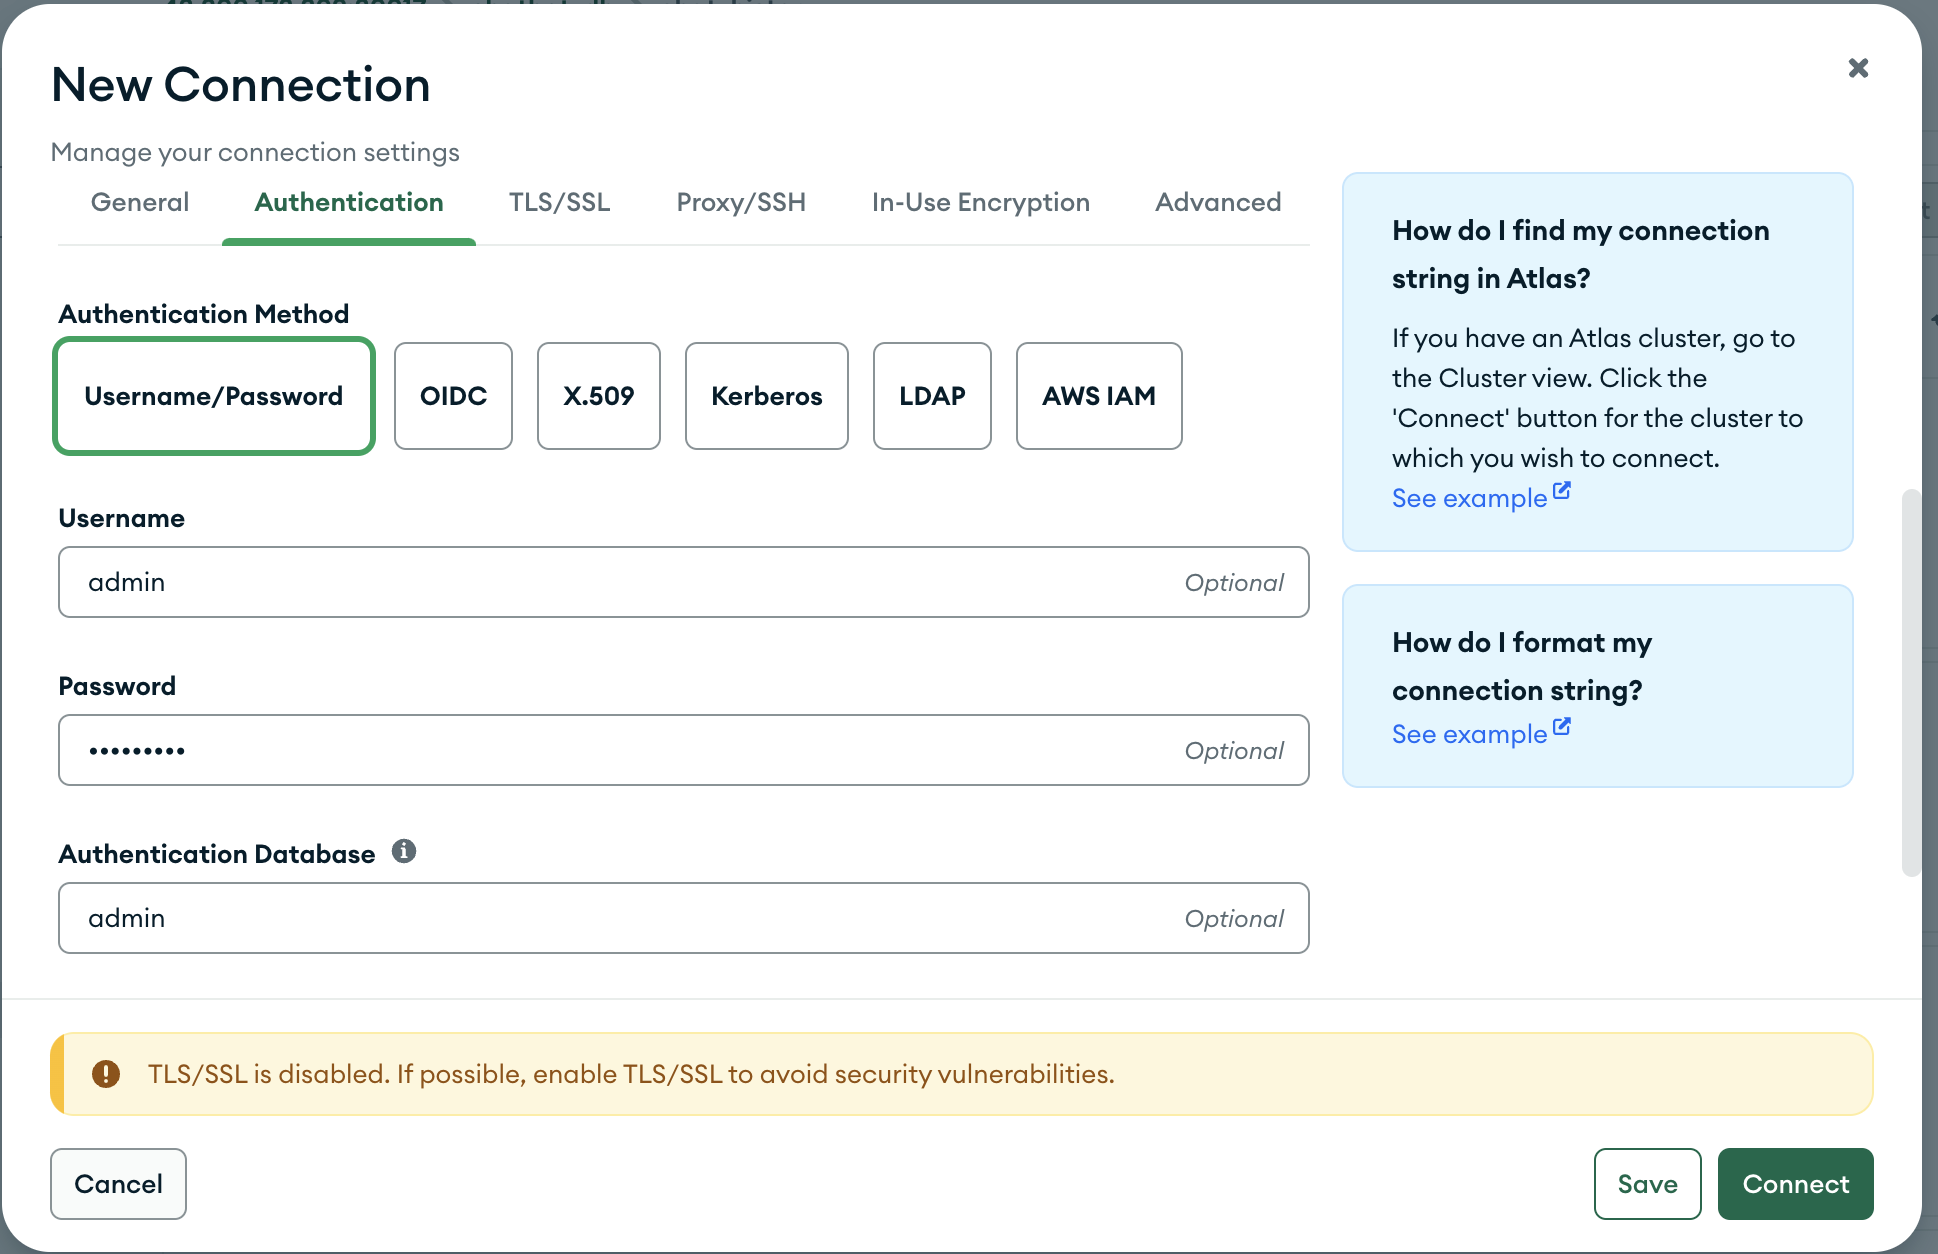 New Connection
Manage your connection settings
General Authentication TLS/SSL Proxy/SSH In-Use Encryption Advanced
Authentication Method
Username/Password OIDC X.509 Kerberos LDAP AWS IAM
Username
admin Optional
Password
••••••••• Optional
Authentication Database
admin Optional
How do I find my connection
string in Atlas?
If you have an Atlas cluster, go to
the Cluster view. Click the
'Connect' button for the cluster to
which you wish to connect.
See example
How do I format my
connection string?
See example
TLS/SSL is disabled. If possible, enable TLS/SSL to avoid security vulnerabilities.
Cancel Save Connect